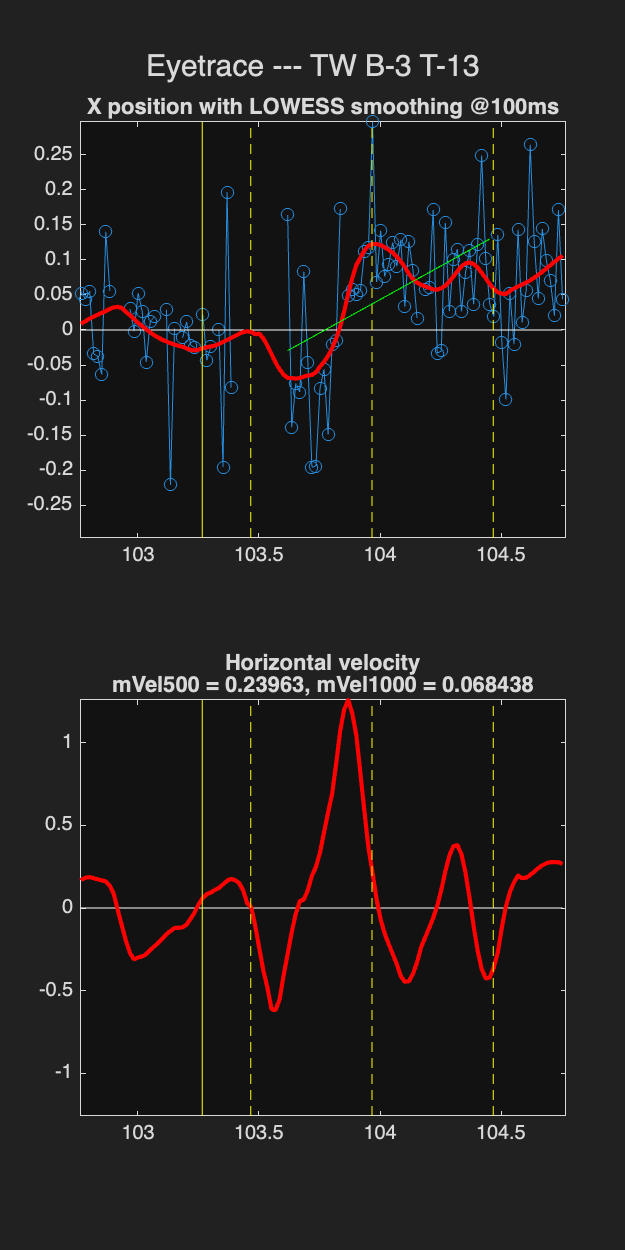 Eyetrace --- TW B-3 T-13
X position with LOWESS smoothing @100ms
0.25
0.2
0.15
0.1
0.05
0
-0.05
-0.1
-0.15
-0.2
-0.25
103 103.5 104 104.5
Horizontal velocity
mVel500 = 0.23963, mVel1000 = 0.068438
1
0.5
0
-0.5
-1
103 103.5 104 104.5